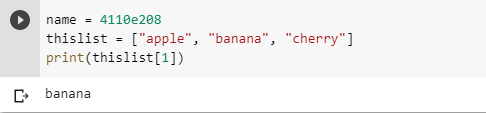 name = 4110e208
thislist = ["apple", "banana", "cherry"]
print(thislist[1])
banana